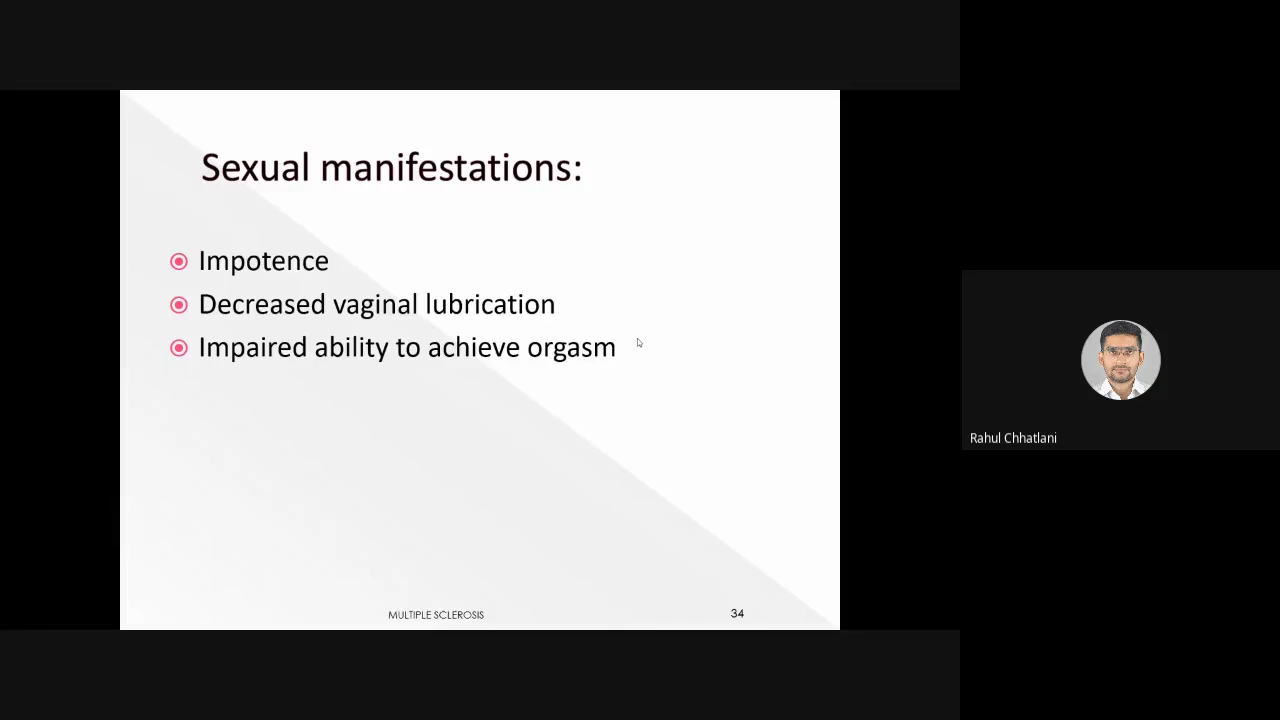 Sexual manifestations:
Impotence
Decreased vaginal lubrication
Impaired ability to achieve orgasm
MULTIPLE SCLEROSIS
34
Rahul Chhatlani